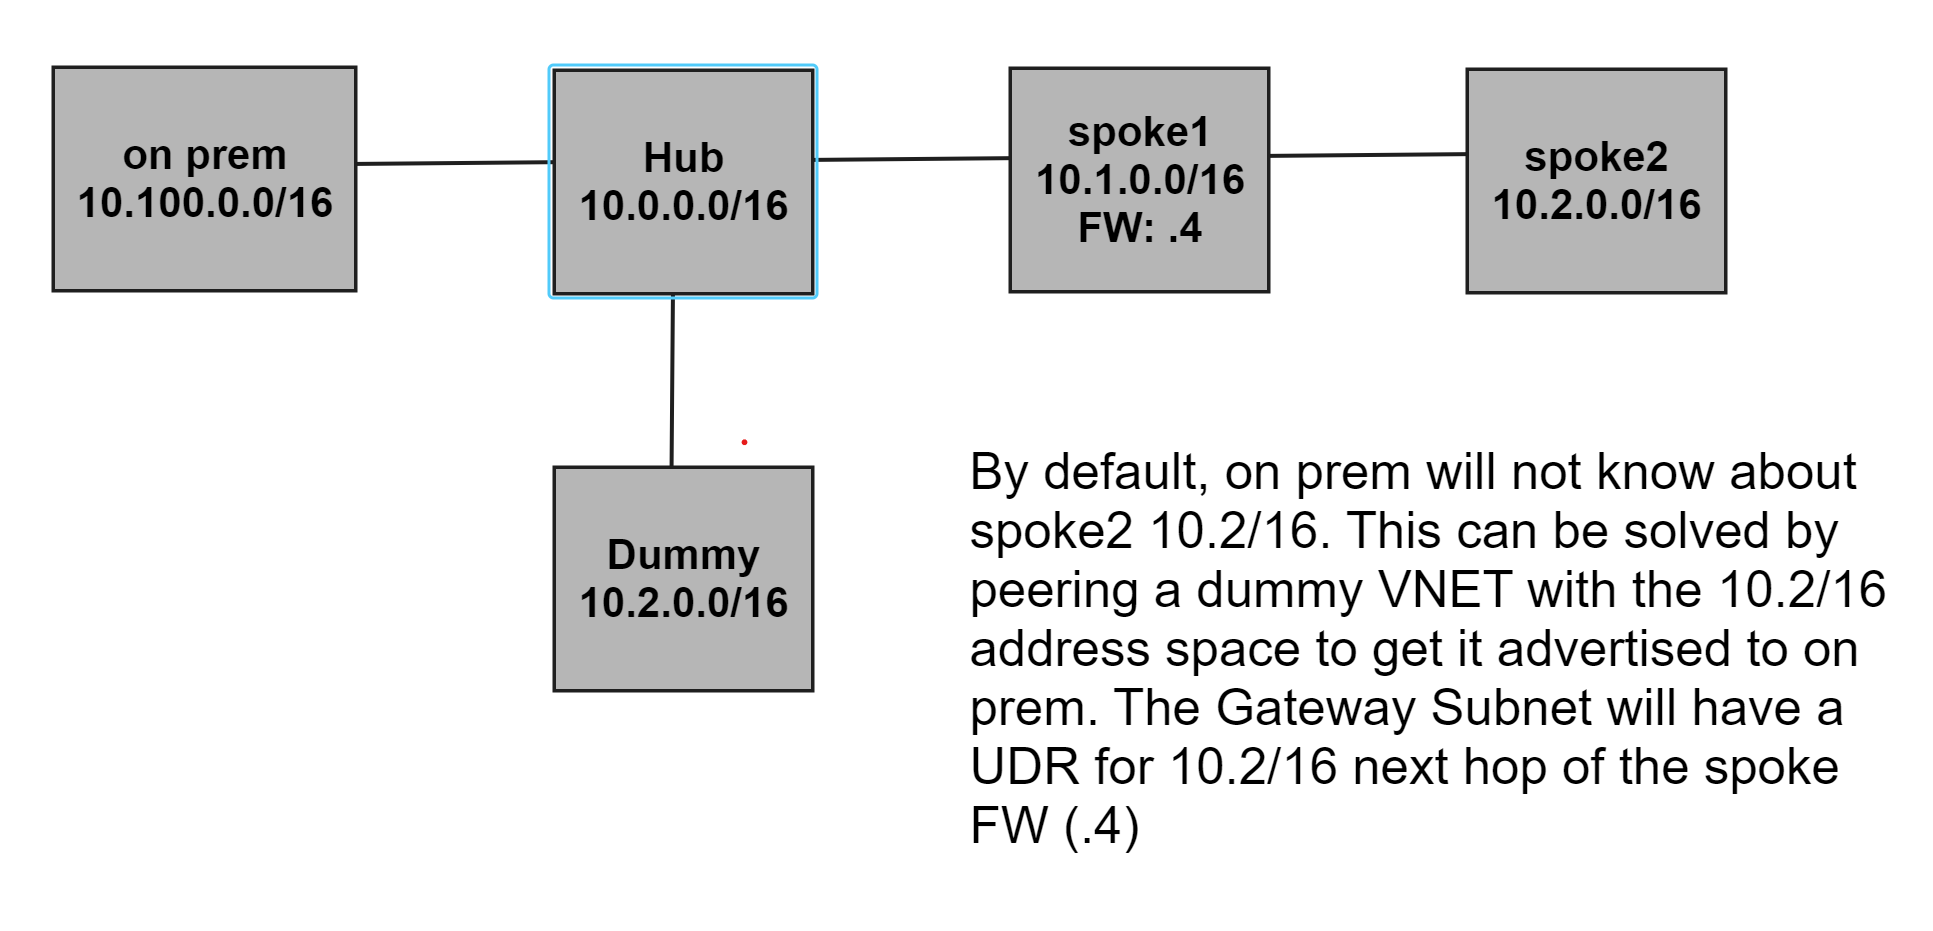 on prem
10.100.0.0/16
Hub
10.0.0.0/16
spoke1
10.1.0.0/16
FW: .4
spoke2
10.2.0.0/16
Dummy
10.2.0.0/16
By default, on prem will not know about
spoke2 10.2/16. This can be solved by
peering a dummy VNET with the 10.2/16
address space to get it advertised to on
prem. The Gateway Subnet will have a
UDR for 10.2/16 next hop of the spoke
FW (.4)